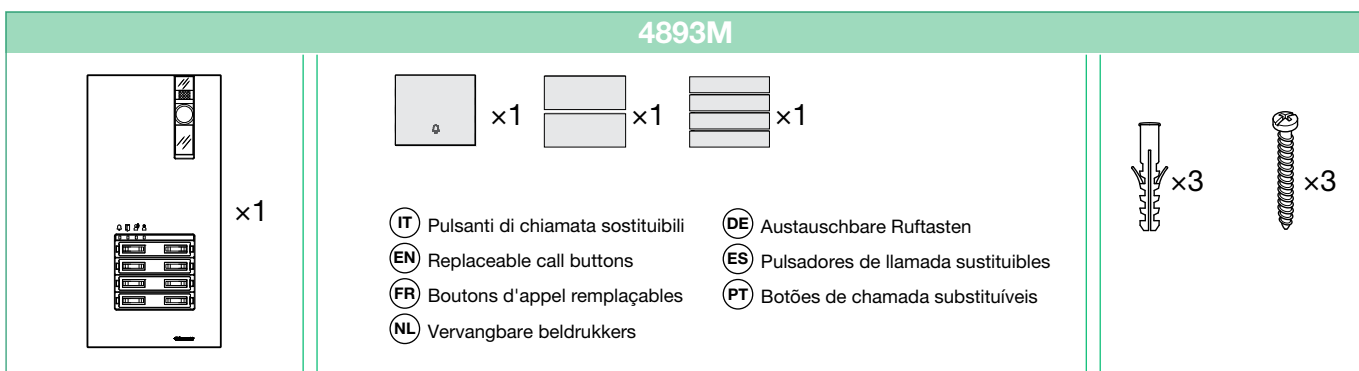 4893M
×1
×1
×1
×1
×3
×3
IT Pulsanti di chiamata sostituibili
EN Replaceable call buttons
FR Boutons d'appel remplaçables
NL Vervangbare beldrukkers
DE Austauschbare Ruftasten
ES Pulsadores de llamada sustituibles
PT Botões de chamada substituíveis